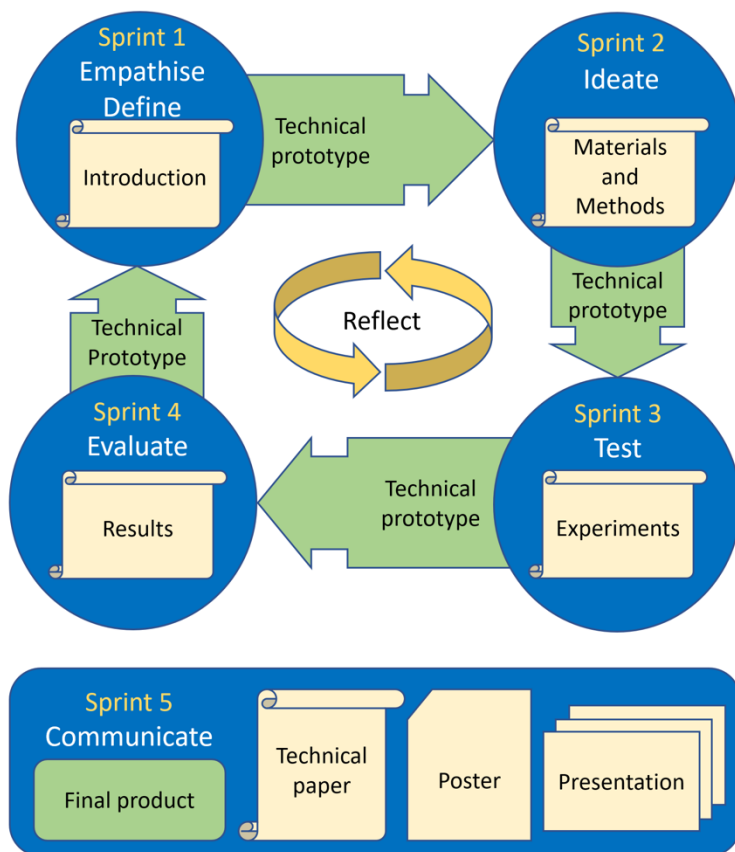 Sprint 1
Empathise
Define
Introduction
Technical
prototype
Sprint 2
Ideate
Materials
and
Methods
Technical
prototype
Reflect
Technical
Prototype
Sprint 4
Evaluate
Results
Technical
prototype
Sprint 3
Test
Experiments
Sprint 5
Communicate
Final product
Technical
paper
Poster
Presentation